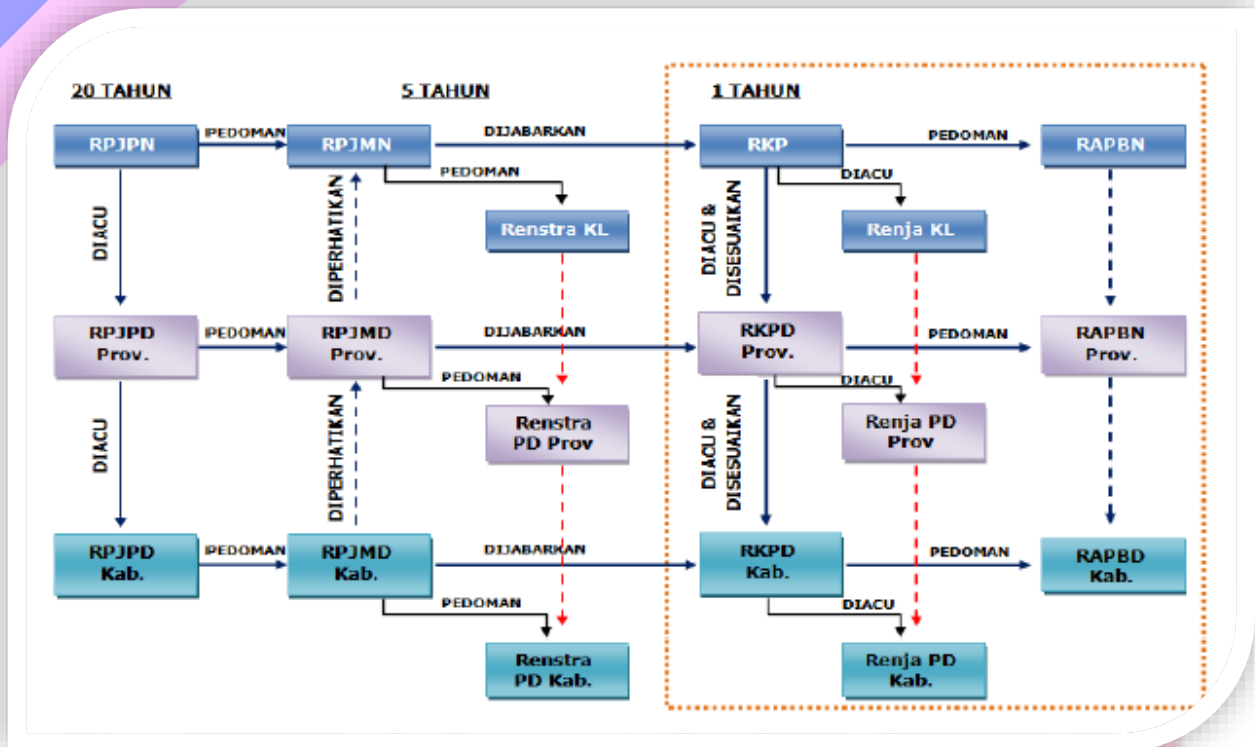 20 TAHUN
5 TAHUN
1 TAHUN
RPJPN
PEDOMAN
RPJMN
DIJABARKAN
RKP
PEDOMAN
RAPBN
PEDOMAN
DIACU
Renstra KL
Renja KL
DIACU
DIPERHATIKAN
DIACU &
DISESUAIKAN
RPJPD
Prov.
PEDOMAN
RPJMD
Prov.
DIJABARKAN
RKPD
Prov.
PEDOMAN
RAPBN
Prov.
PEDOMAN
DIACU
Renstra
PD Prov
Renja PD
Prov
DIACU
DIPERHATIKAN
DIACU &
DISESUAIKAN
RPJPD
Kab.
PEDOMAN
RPJMD
Kab.
DIJABARKAN
RKPD
Kab.
PEDOMAN
RAPBD
Kab.
PEDOMAN
DIACU
Renstra
PD Kab.
Renja PD
Kab.